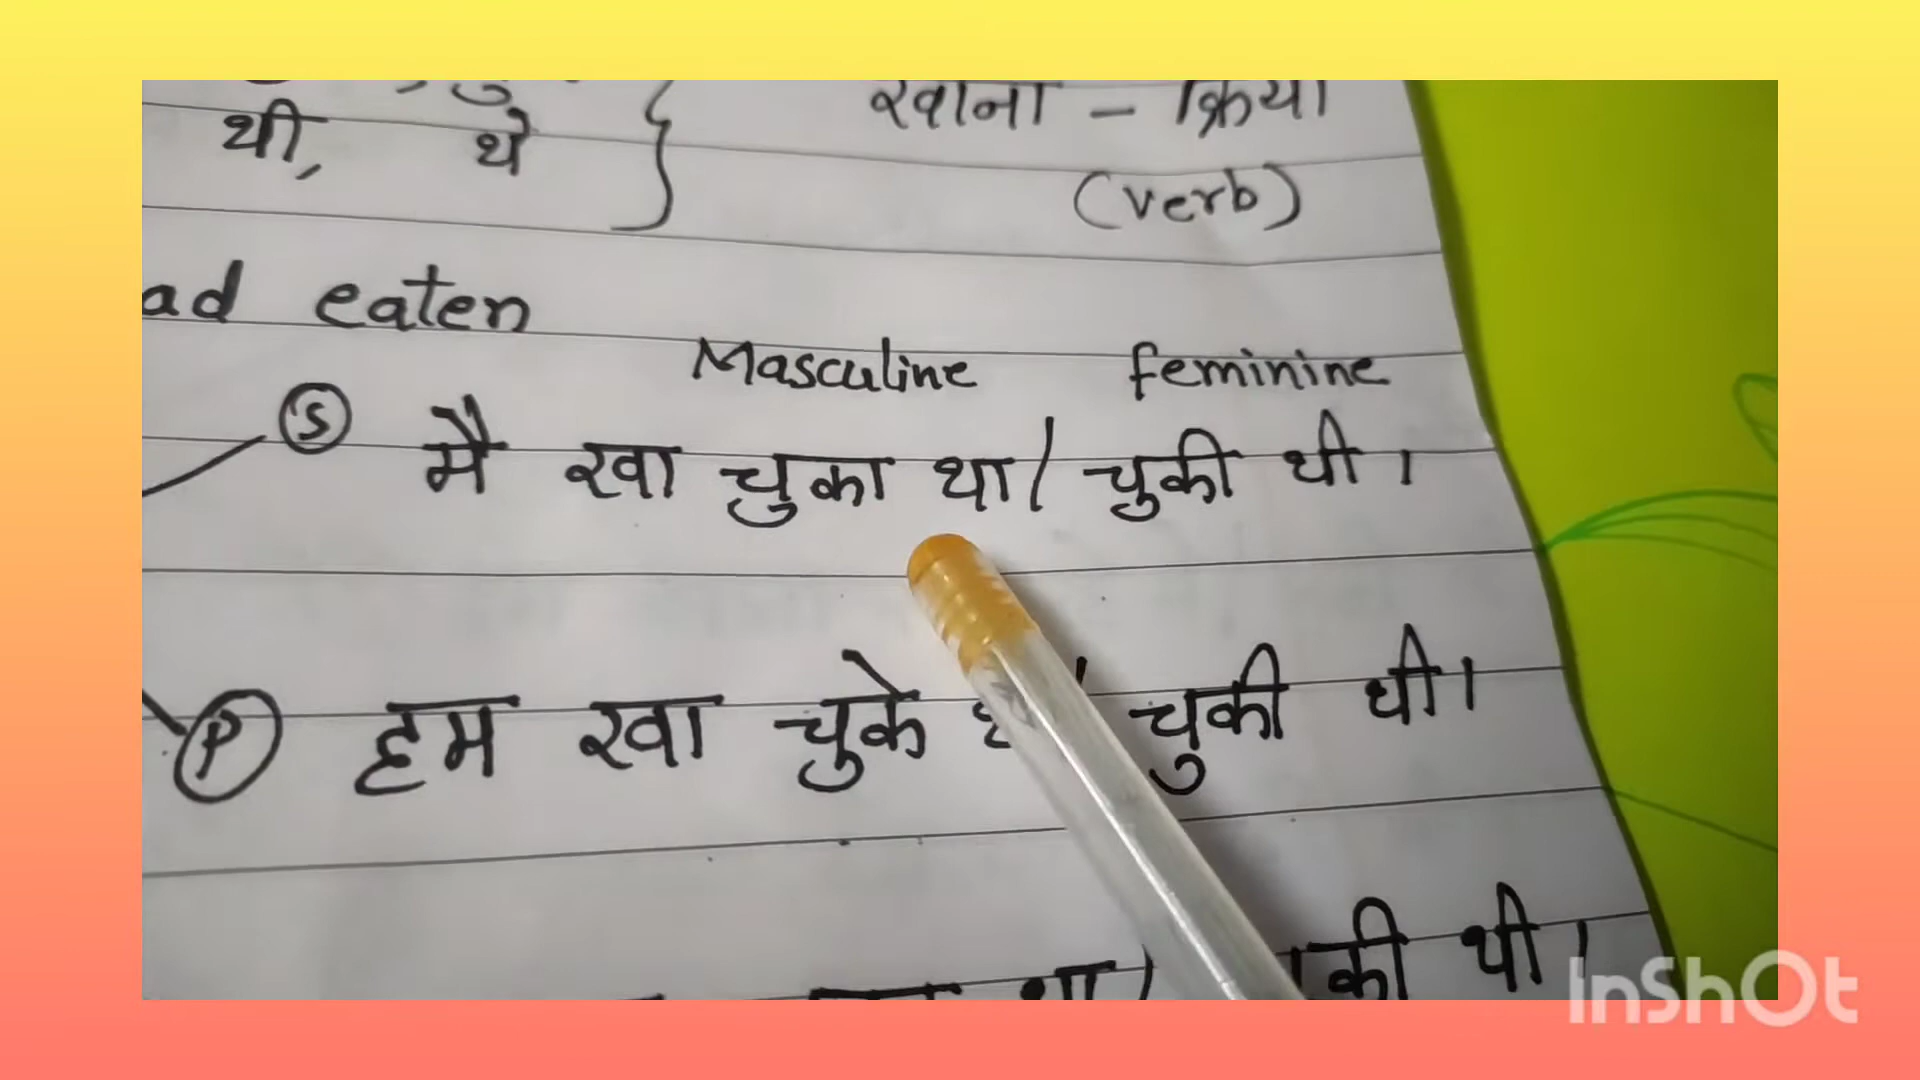 थी, थे } खाना - क्रिया
(verb)
ad eaten
Masculine feminine
Ⓢ मै खा चुका था/ चुकी थी।
Ⓟ हम खा चुके चुकी थी।
था/ की थी।
InShOt